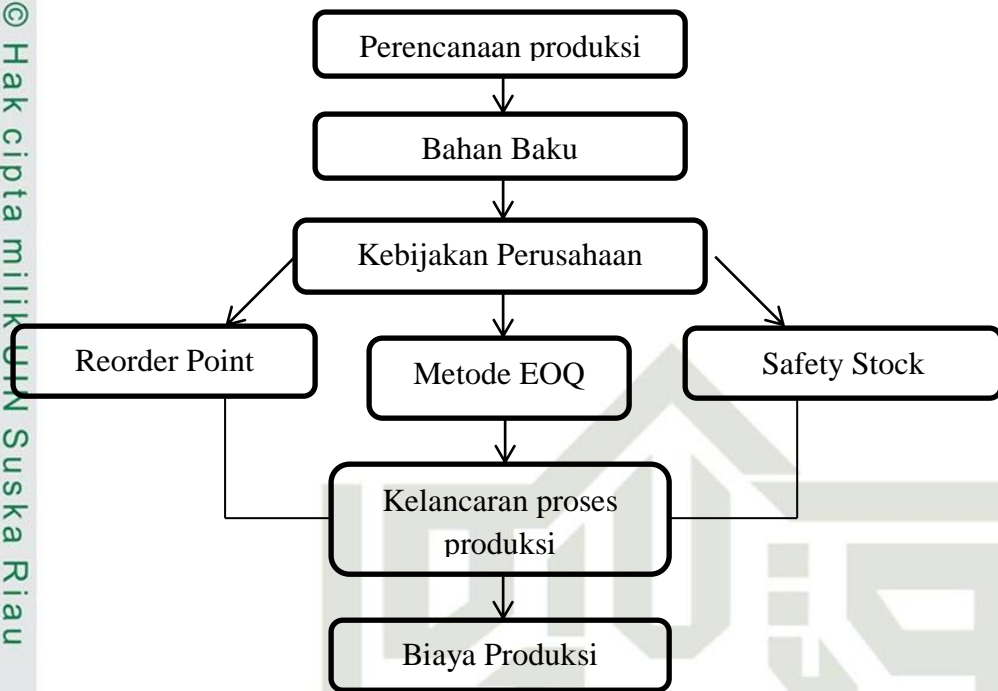 © Hak cipta milik UIN Suska Riau
Perencanaan produksi
Bahan Baku
Kebijakan Perusahaan
Reorder Point
Metode EOQ
Safety Stock
Kelancaran proses
produksi
Biaya Produksi